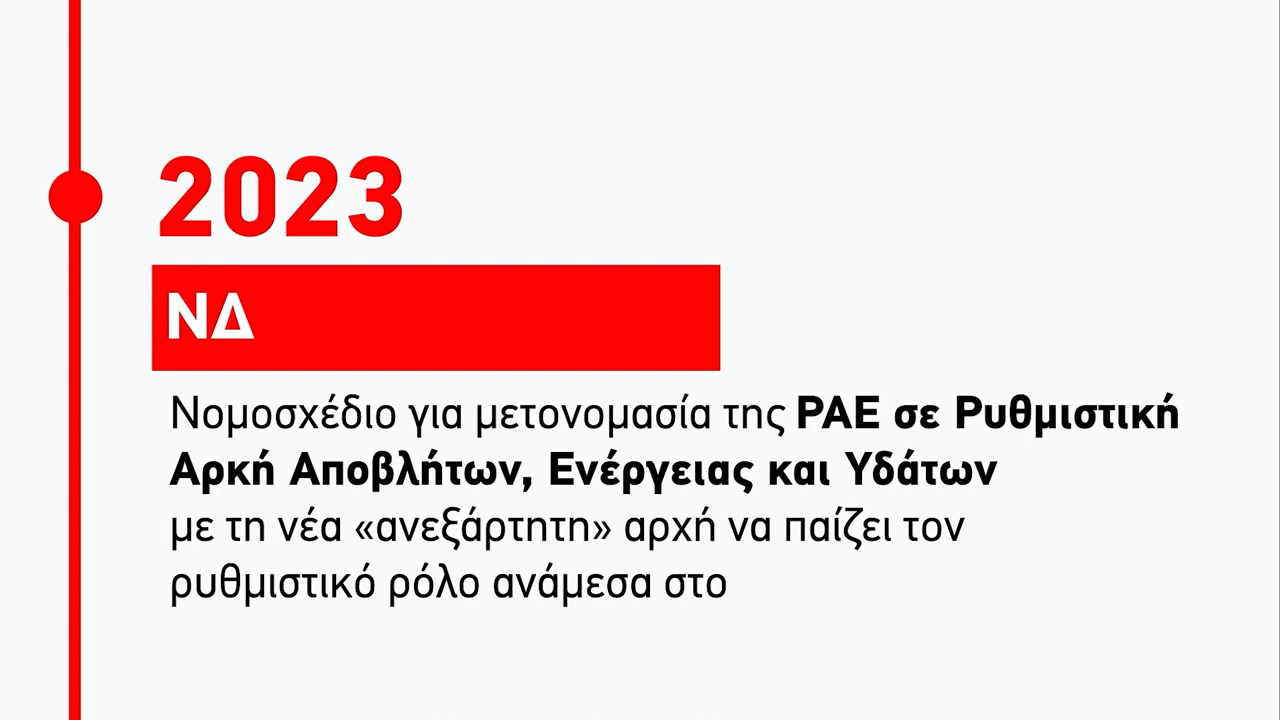 2023
ΝΔ
Νομοσχέδιο για μετονομασία της ΡΑΕ σε Ρυθμιστική
Αρκή Αποβλήτων, Ενέργειας και Υδάτων
με τη νέα «ανεξάρτητη» αρχή να παίζει τον
ρυθμιστικό ρόλο ανάμεσα στο